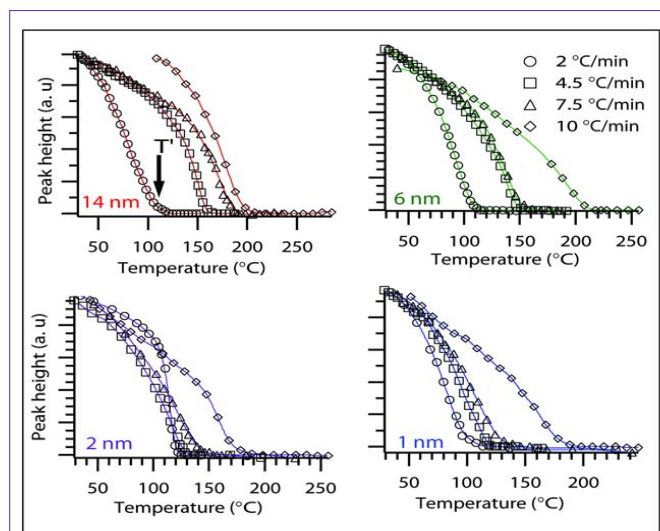 Peak height (a. u)
T'
14 nm
50 100 150 200 250
Temperature (°C)
2 °C/min
4.5 °C/min
7.5 °C/min
10 °C/min
6 nm
50 100 150 200 250
Temperature (°C)
Peak height (a. u)
2 nm
50 100 150 200 250
Temperature (°C)
1 nm
50 100 150 200 250
Temperature (°C)